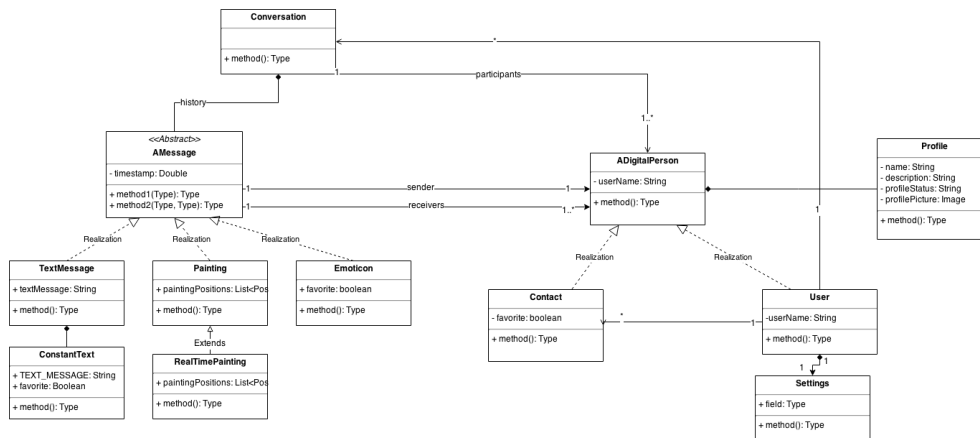 Conversation
+ method(): Type
*
1
participants
history
1..*
<<Abstract>>
AMessage
- timestamp: Double
+ method1(Type): Type
+ method2(Type, Type): Type
1
sender
1
1
receivers
1..*
ADigitalPerson
- userName: String
+ method(): Type
Profile
- name: String
- description: String
- profileStatus: String
- profilePicture: Image
+ method(): Type
1
Realization
Realization
Realization
Realization
Realization
TextMessage
+ textMessage: String
+ method(): Type
Painting
+ paintingPositions: List<Pos
+ method(): Type
Emoticon
+ favorite: boolean
+ method(): Type
Contact
- favorite: boolean
+ method(): Type
*
1
User
-userName: String
+ method(): Type
Extends
ConstantText
+ TEXT_MESSAGE: String
+ favorite: Boolean
+ method(): Type
RealTimePainting
+ paintingPositions: List<Pos
+ method(): Type
1
1
Settings
+ field: Type
+ method(): Type